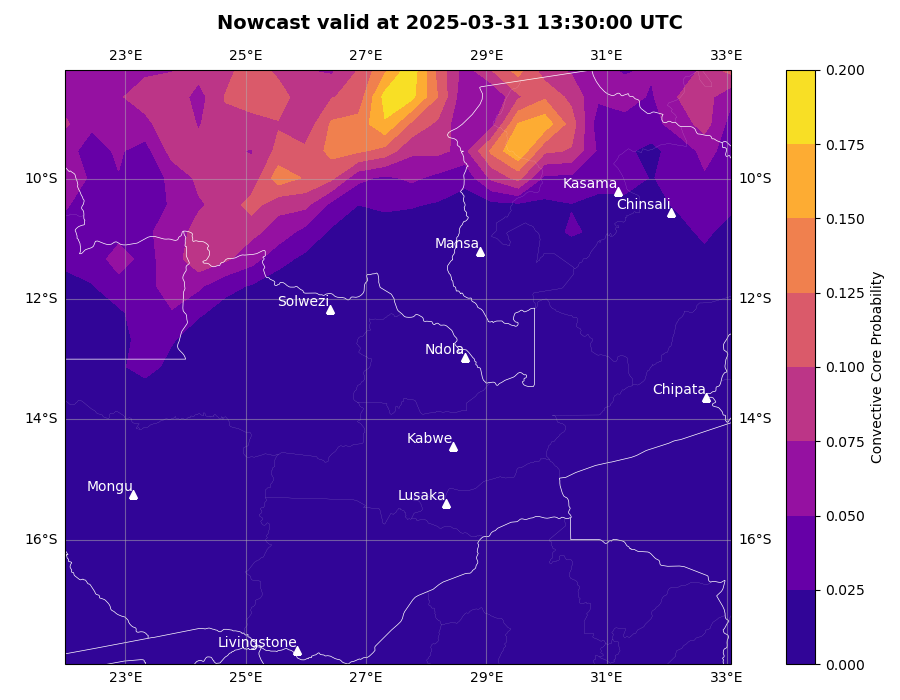 Nowcast valid at 2025-03-31 13:30:00 UTC
23°E 25°E 27°E 29°E 31°E 33°E
0.200
0.175
10°S Kasama 10°S
Chinsali
0.150
Mansa
12°S 12°S
Solwezi
0.125
Ndola
0.100
Chipata
14°S 14°S
Kabwe
0.075
Mongu
Lusaka
0.050
16°S 16°S
0.025
Livingstone
0.000
23°E 25°E 27°E 29°E 31°E 33°E
Convective Core Probability